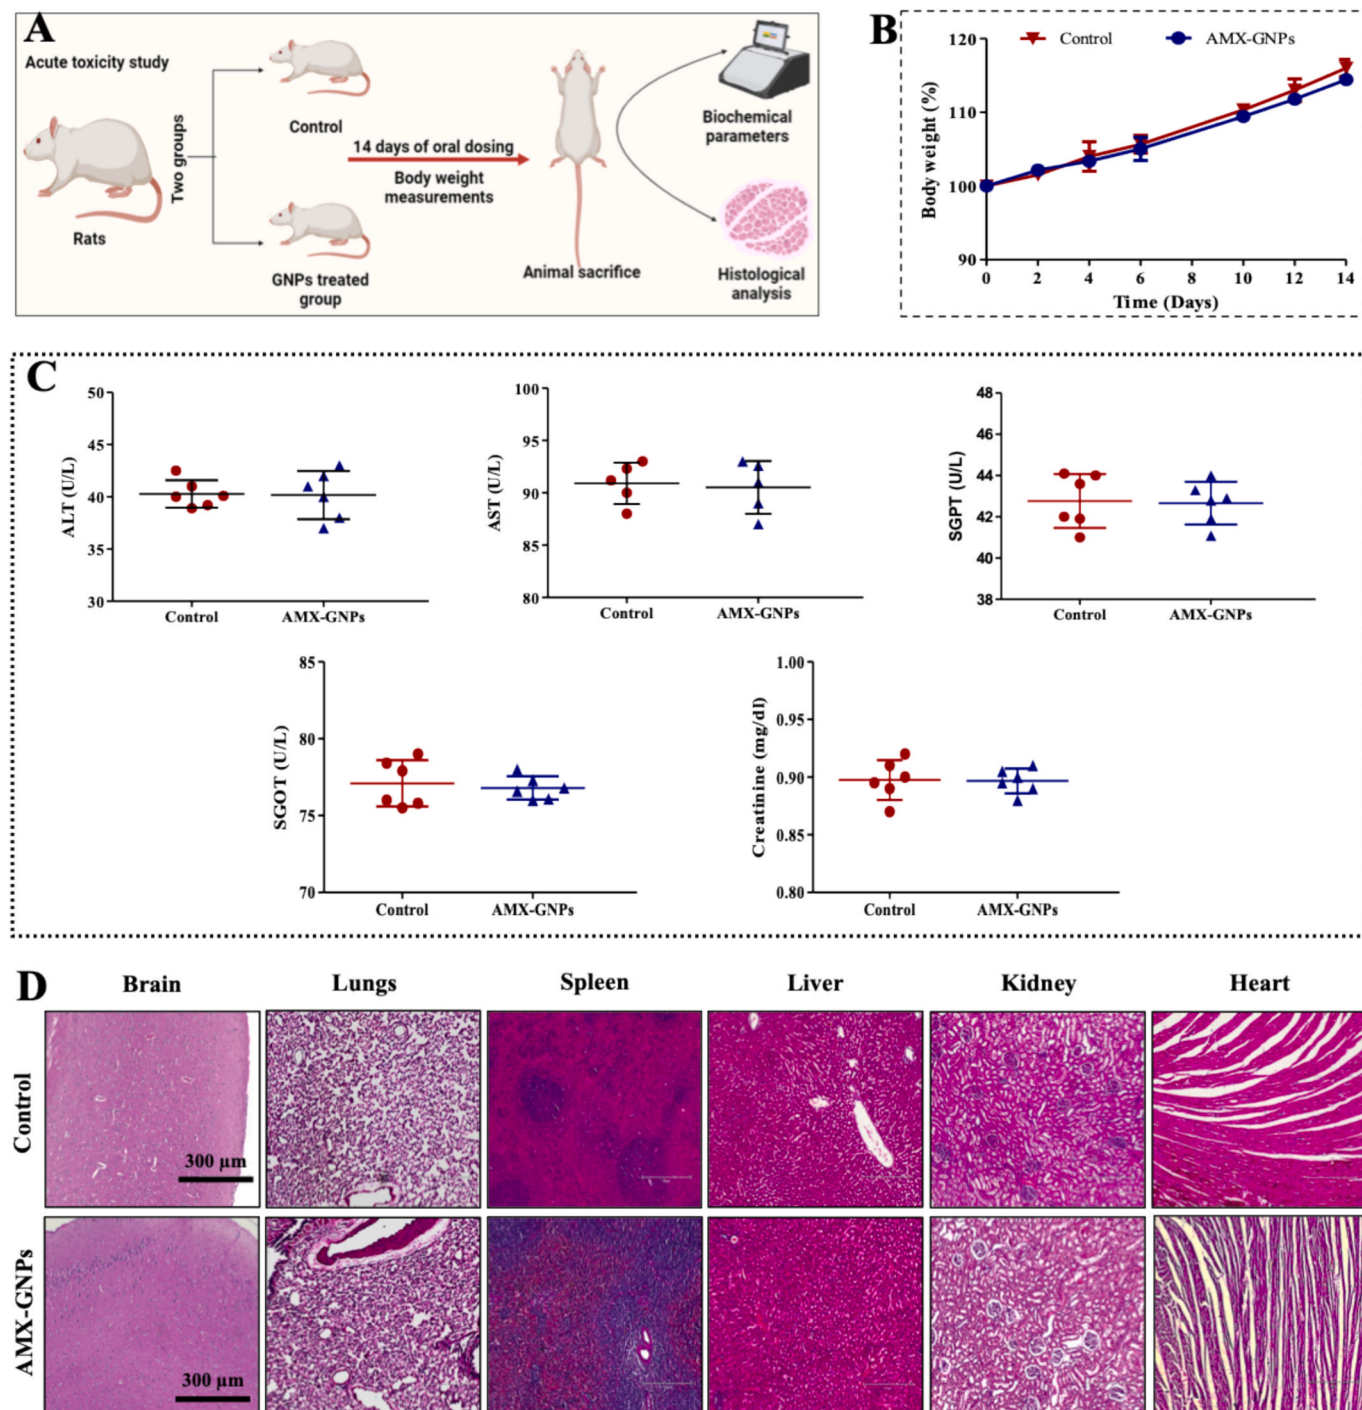 A
Acute toxicity study
Rats
Two groups
Control
GNPs treated
group
14 days of oral dosing
Body weight
measurements
Animal sacrifice
Biochemical
parameters
Histological
analysis
B
Control
AMX-GNPs
Body weight (%)
120
110
100
90
0 2 4 6 8 10 12 14
Time (Days)
C
ALT (U/L)
50
45
40
35
30
Control AMX-GNPs
AST (U/L)
100
95
90
85
80
Control AMX-GNPs
SGPT (U/L)
48
46
44
42
40
38
Control AMX-GNPs
SGOT (U/L)
85
80
75
70
Control AMX-GNPs
Creatinine (mg/dl)
1.00
0.95
0.90
0.85
0.80
Control AMX-GNPs
D
Brain Lungs Spleen Liver Kidney Heart
Control
300 µm
AMX-GNPs
300 µm